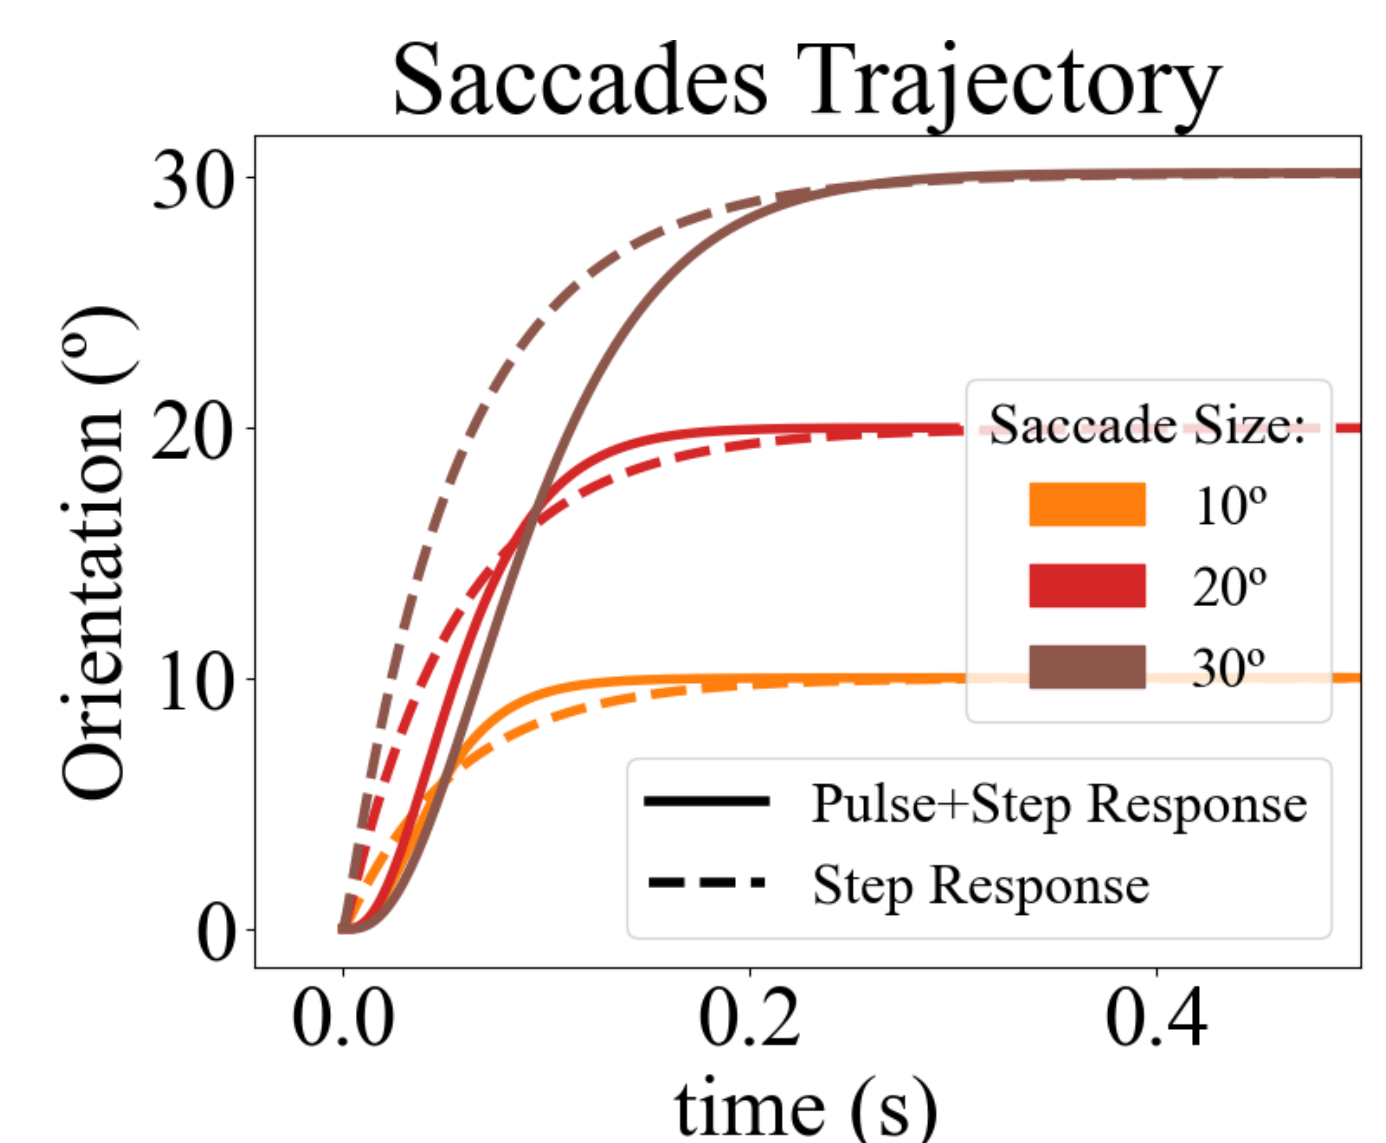 Saccades Trajectory
30
20
10
0
Orientation (º)
Saccade Size:
10º
20º
30º
Pulse+Step Response
Step Response
0.0
0.2
0.4
time (s)